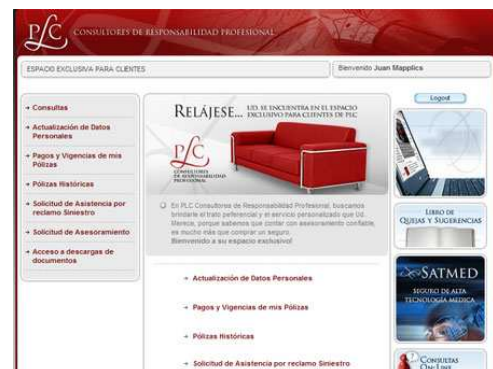 PLC CONSULTORES DE RESPONSABILIDAD PROFESIONAL
ESPACIO EXCLUSIVA PARA CLIENTES
Bienvenido Juan Mapplics
Consultas
Actualización de Datos
Personales
Pagos y Vigencias de mis
Pólizas
Pólizas Históricas
Solicitud de Asistencia por
reclamo Siniestro
Solicitud de Asesoramiento
Acceso a descargas de
documentos
RELÁJESE... UD. SE ENCUENTRA EN EL ESPACIO
EXCLUSIVO PARA CLIENTES DE PLC
PLC
CONSULTORES
DE RESPONSABILIDAD
PROFESIONAL
En PLC Consultores de Responsabilidad Profesional, buscamos
brindarle el trato preferencial y el servicio personalizado que Ud.
Merece, porque sabemos que contar con asesoramiento confiable,
es mucho más que comprar un seguro.
Bienvenido a su espacio exclusivo!
Actualización de Datos Personales
Pagos y Vigencias de mis Pólizas
Pólizas Históricas
Solicitud de Asistencia por reclamo Siniestro
Logout
LIBRO DE
QUEJAS Y SUGERENCIAS
SATMED
SEGURO DE ALTA
TECNOLOGÍA MÉDICA
CONSULTAS
ON-LINE